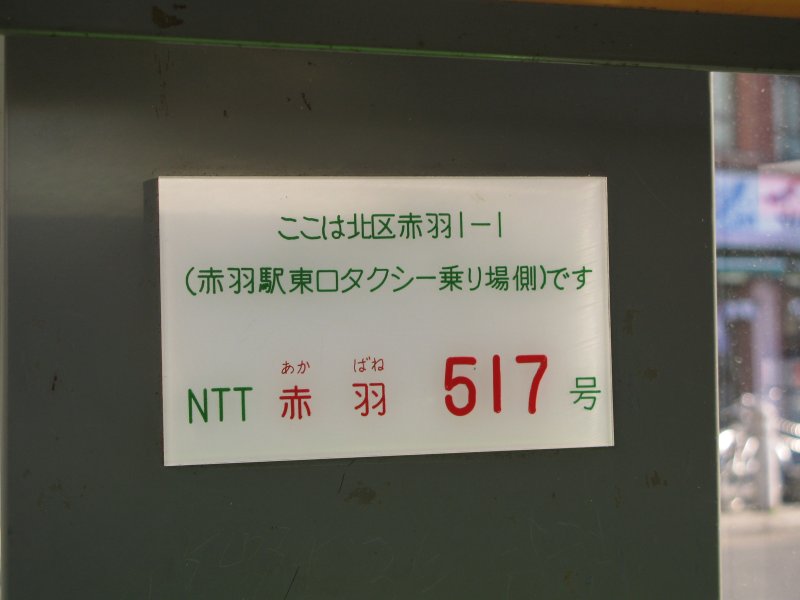 ここは北区赤羽1-1
(赤羽駅東口タクシー乗り場側)です
あか ばね
NTT 赤 羽 517 号